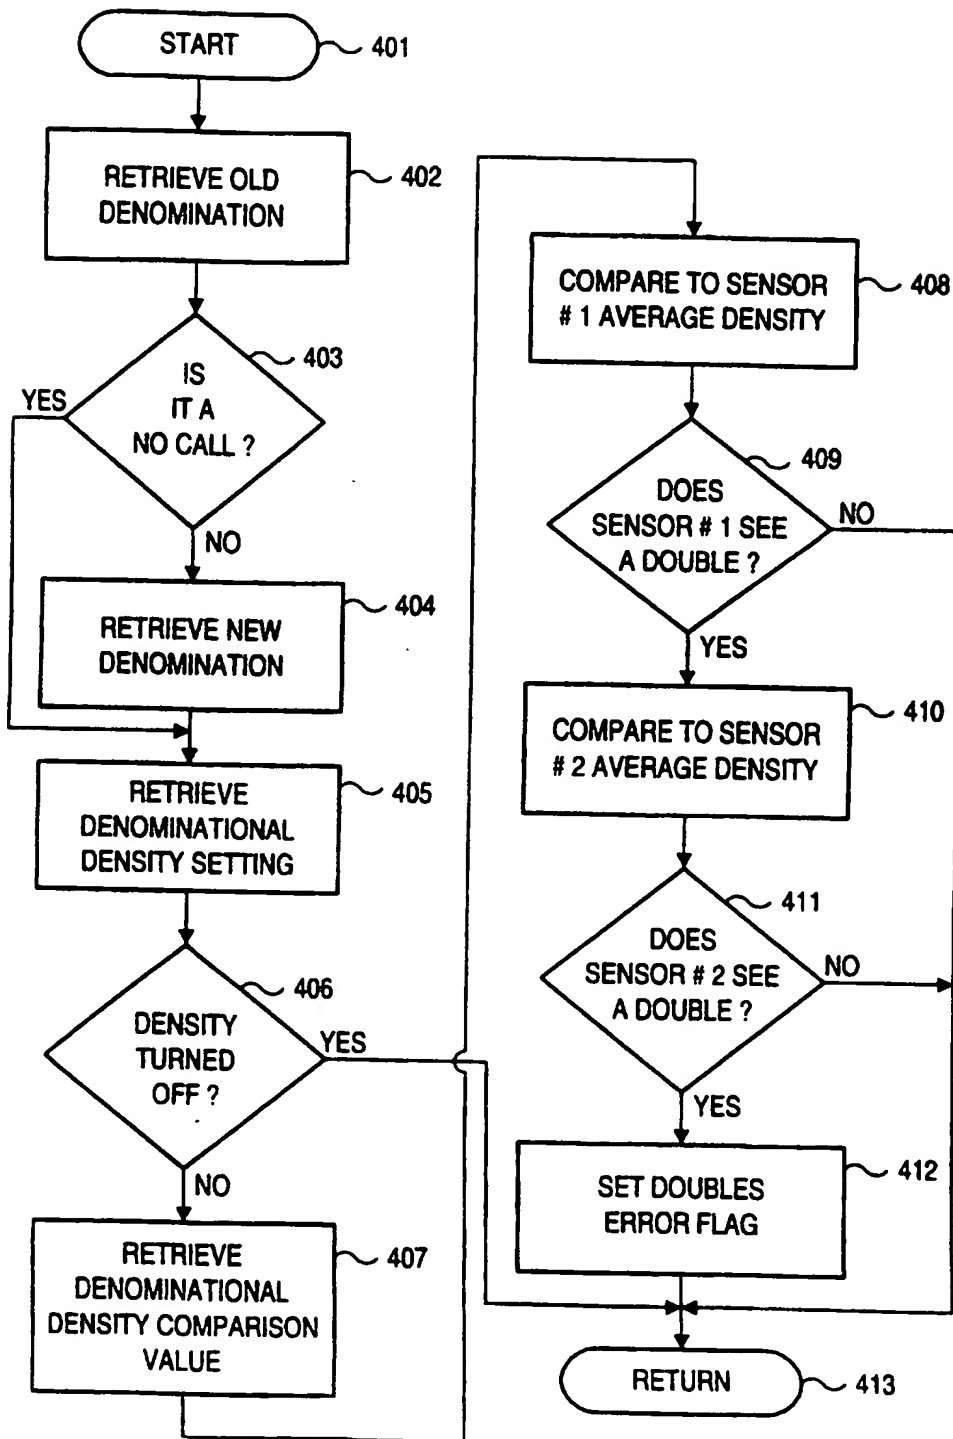 START
401
RETRIEVE OLD
DENOMINATION
402
403
IS
IT A
NO CALL ?
YES
NO
404
RETRIEVE NEW
DENOMINATION
RETRIEVE
DENOMINATIONAL
DENSITY SETTING
405
406
DENSITY
TURNED
OFF ?
YES
NO
RETRIEVE
DENOMINATIONAL
DENSITY COMPARISON
VALUE
407
COMPARE TO SENSOR
# 1 AVERAGE DENSITY
408
409
DOES
SENSOR # 1 SEE
A DOUBLE ?
NO
YES
COMPARE TO SENSOR
# 2 AVERAGE DENSITY
410
411
DOES
SENSOR # 2 SEE
A DOUBLE ?
NO
YES
SET DOUBLES
ERROR FLAG
412
RETURN
413